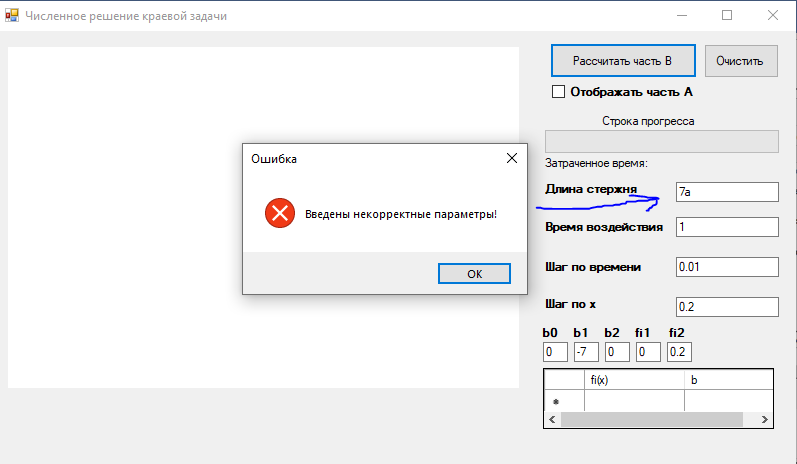 Численное решение краевой задачи
Рассчитать часть В
Очистить
Отображать часть А
Строка прогресса
Затраченное время:
Длина стержня
7а
Время воздействия
1
Шаг по времени
0.01
Шаг по х
0.2
b0 b1 b2 fi1 fi2
0 -7 0 0 0.2
fi(x) b
*
Ошибка
Введены некорректные параметры!
ОК